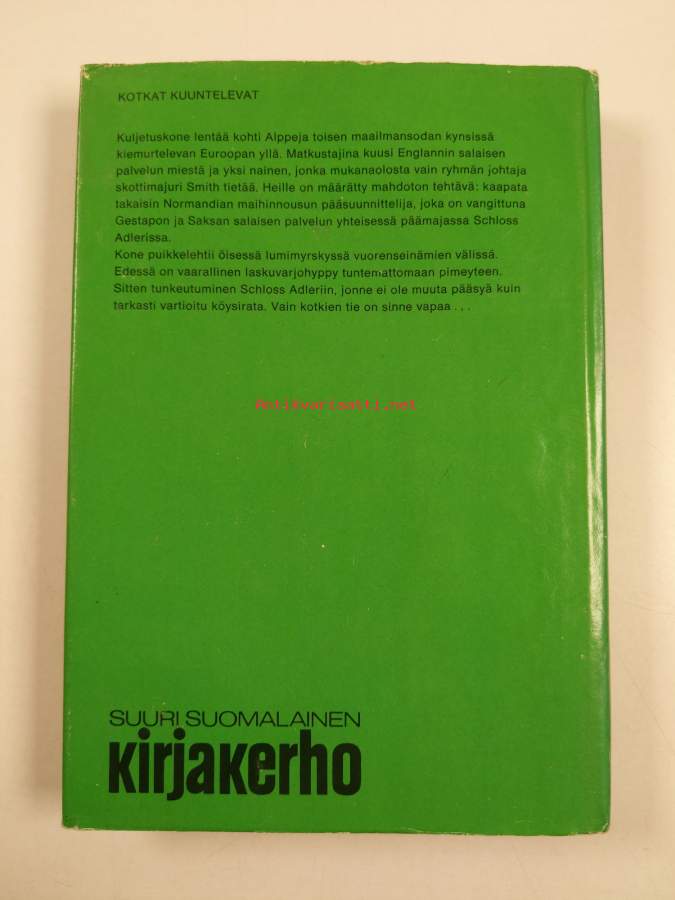 KOTKAT KUUNTELEVAT
Kuljetuskone lentää kohti Alppeja toisen maailmansodan kynsissä
kiemurtelevan Euroopan yllä. Matkustajina kuusi Englannin salaisen
palvelun miestä ja yksi nainen, jonka mukanaolosta vain ryhmän johtaja
skottimajuri Smith tietää. Heille on määrätty mahdoton tehtävä: kaapata
takaisin Normandian maihinnousun pääsuunnittelija, joka on vangittuna
Gestapon ja Saksan salaisen palvelun yhteisessä päämajassa Schloss
Adlerissa.
Kone puikkelehtii öisessä lumimyrskyssä vuorenseinämien välissä.
Edessä on vaarallinen laskuvarjohyppy tuntemattomaan pimeyteen.
Sitten tunkeutuminen Schloss Adleriin, jonne ei ole muuta pääsyä kuin
tarkasti vartioitu köysirata. Vain kotkien tie on sinne vapaa . . .
Antikvariaatti.net
SUURI SUOMALAINEN
Kirjakerho